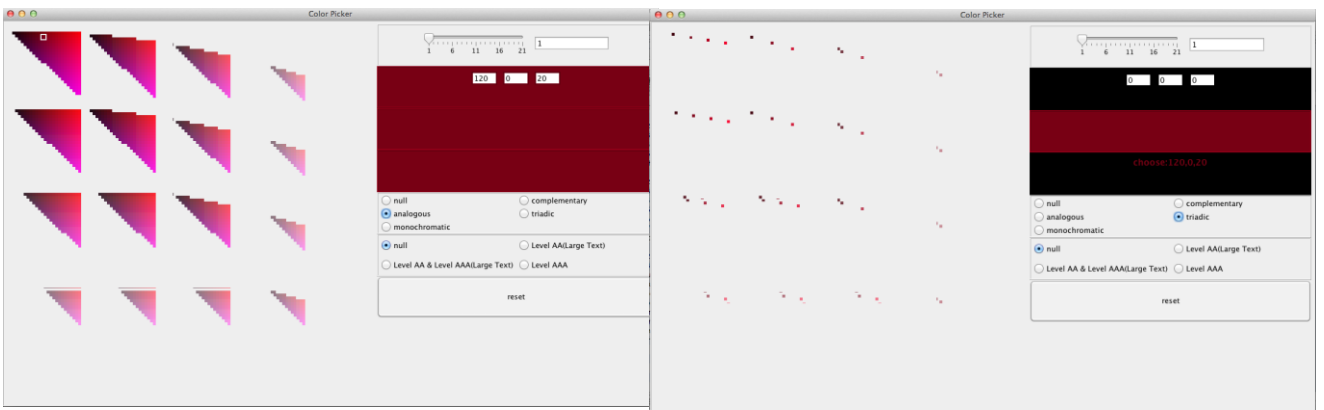 Color Picker
1 6 11 16 21
1
120 0 20
null
complementary
analogous
triadic
monochromatic
null
Level AA(Large Text)
Level AA & Level AAA(Large Text)
Level AAA
reset
Color Picker
1 6 11 16 21
1
0 0 0
choose:120,0,20
null
complementary
analogous
triadic
monochromatic
null
Level AA(Large Text)
Level AA & Level AAA(Large Text)
Level AAA
reset